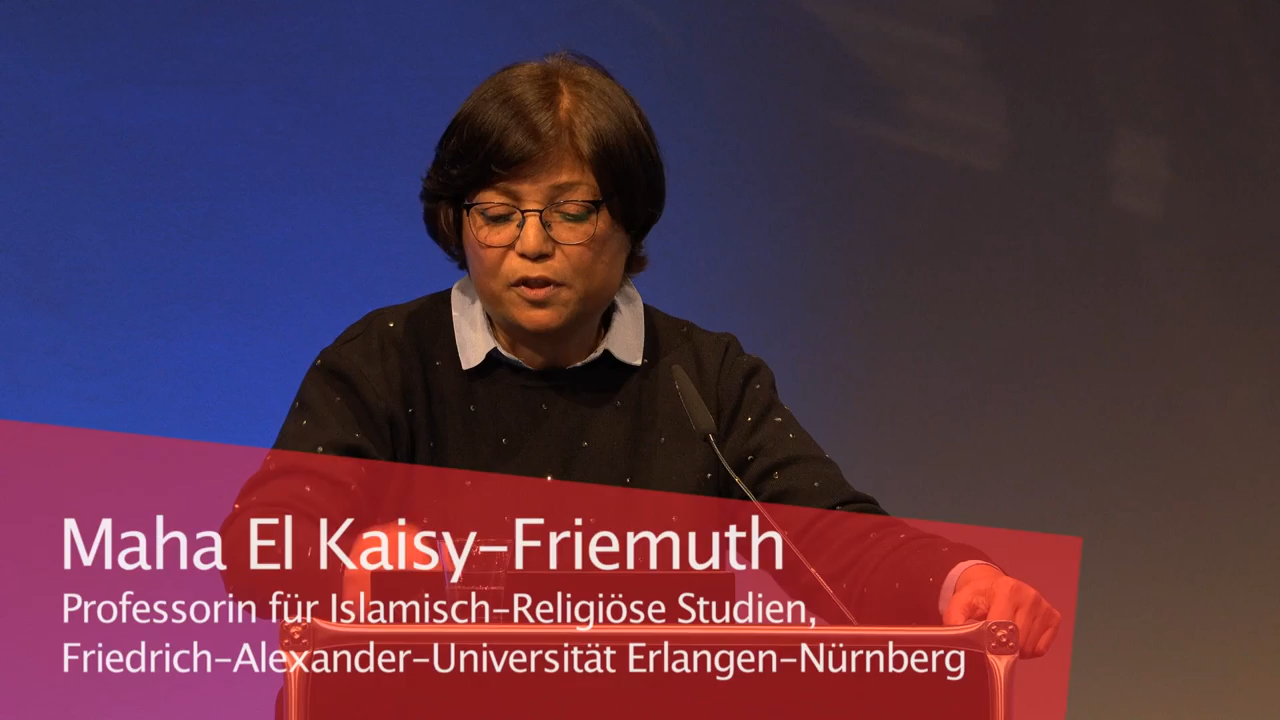 Maha El Kaisy-Friemuth
Professorin für Islamisch-Religiöse Studien,
Friedrich-Alexander-Universität Erlangen-Nürnberg